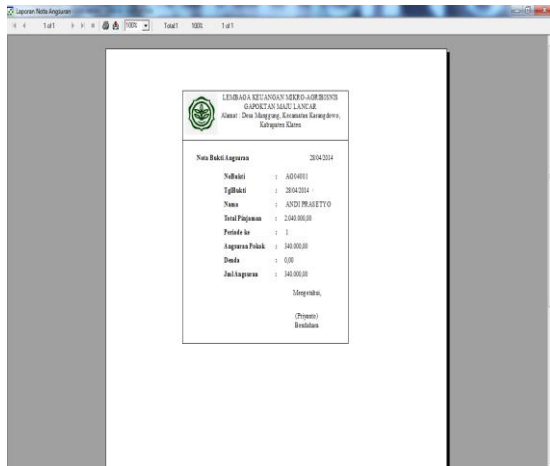 Laporan Nota Angsuran
1 of 1 100% Total:1 100% 1 of 1
LEMBAGA KEUANGAN MIKRO-AGRIBISNIS
GAPOKTAN MAJU LANCAR
Alamat : Desa Manggung, Kecamatan Karangdowo,
Kabupaten Klaten
Nota Bukti Angsuran 28/04/2014
NoBukti : AG04001
TglBukti : 28/04/2014
Nama : ANDI PRASETYO
Total Pinjaman : 2.040.000,00
Periode ke : 1
Angsuran Pokok : 340.000,00
Denda : 0,00
Jml Angsuran : 340.000,00
Mengetahui,
(Priyanto)
Bendahara